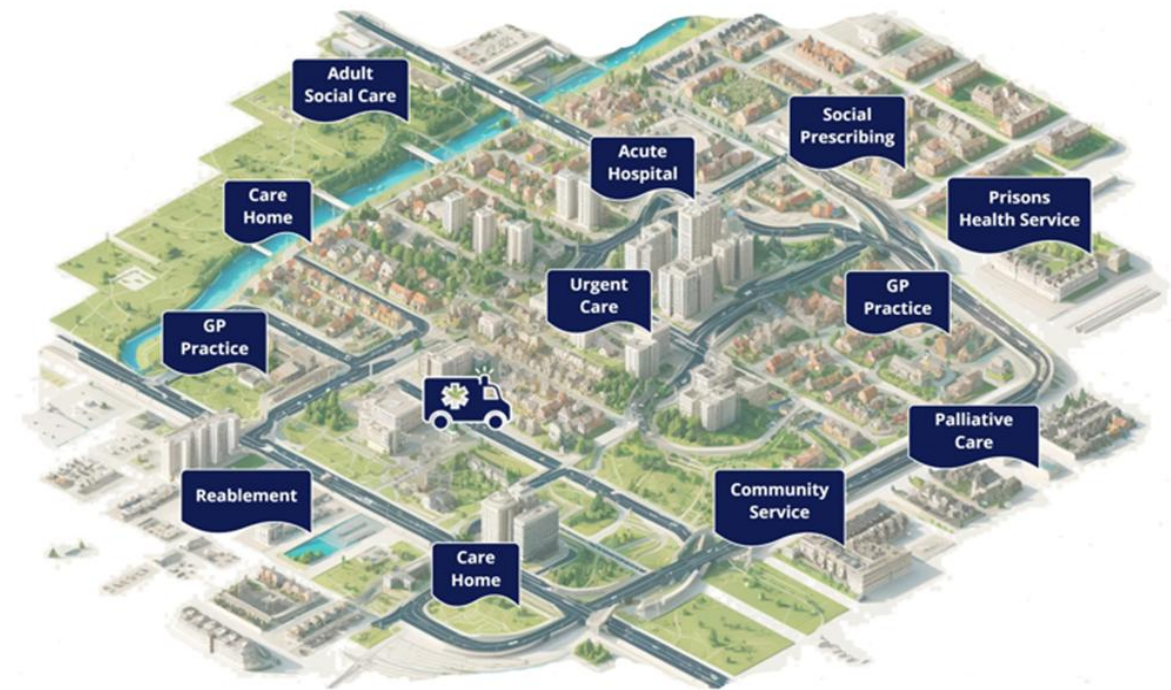 Adult
Social Care
Social
Prescribing
Acute
Hospital
Care
Home
Prisons
Health Service
Urgent
Care
GP
Practice
GP
Practice
Palliative
Care
Reablement
Community
Service
Care
Home